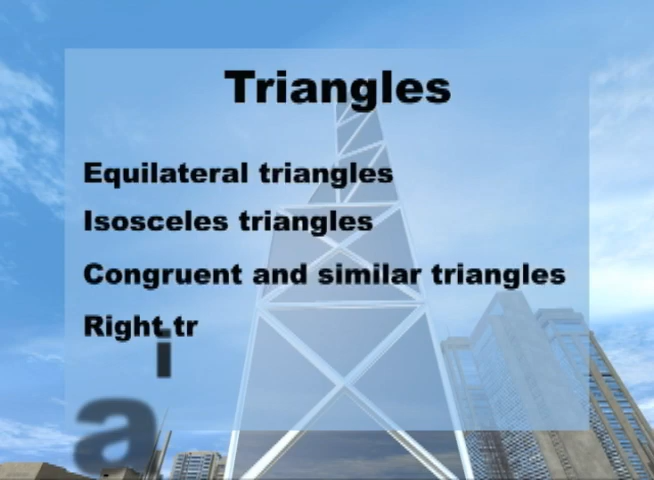 Triangles
Equilateral triangles
Isosceles triangles
Congruent and similar triangles
Right tr
i
a